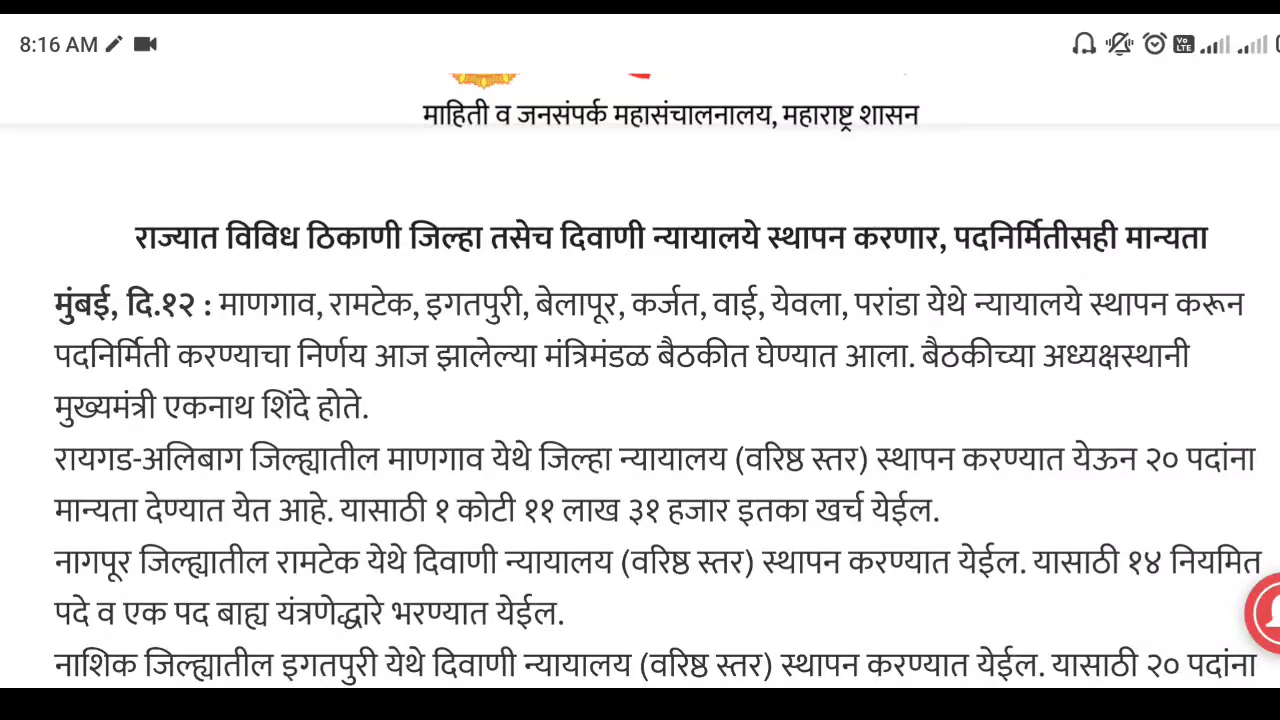 8:16 AM
माहिती व जनसंपर्क महासंचालनालय, महाराष्ट्र शासन
राज्यात विविध ठिकाणी जिल्हा तसेच दिवाणी न्यायालये स्थापन करणार, पदनिर्मितीसही मान्यता
मुंबई, दि.१२ : माणगाव, रामटेक, इगतपुरी, बेलापूर, कर्जत, वाई, येवला, परांडा येथे न्यायालये स्थापन करून
पदनिर्मिती करण्याचा निर्णय आज झालेल्या मंत्रिमंडळ बैठकीत घेण्यात आला. बैठकीच्या अध्यक्षस्थानी
मुख्यमंत्री एकनाथ शिंदे होते.
रायगड-अलिबाग जिल्ह्यातील माणगाव येथे जिल्हा न्यायालय (वरिष्ठ स्तर) स्थापन करण्यात येऊन २० पदांना
मान्यता देण्यात येत आहे. यासाठी १ कोटी ११ लाख ३१ हजार इतका खर्च येईल.
नागपूर जिल्ह्यातील रामटेक येथे दिवाणी न्यायालय (वरिष्ठ स्तर) स्थापन करण्यात येईल. यासाठी १४ नियमित
पदे व एक पद बाह्य यंत्रणेद्वारे भरण्यात येईल.
नाशिक जिल्ह्यातील इगतपुरी येथे दिवाणी न्यायालय (वरिष्ठ स्तर) स्थापन करण्यात येईल. यासाठी २० पदांना